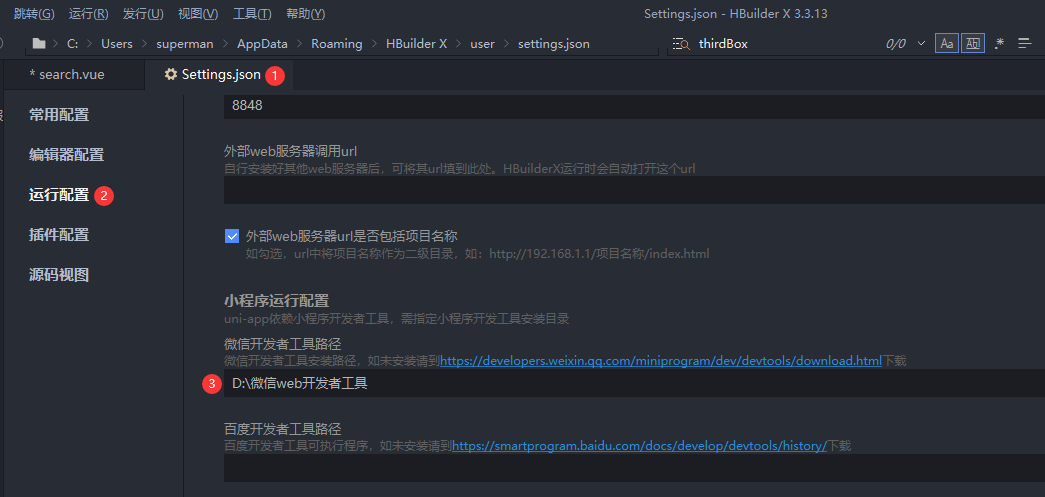 跳转(G) 运行(R) 发行(U) 视图(V) 工具(T) 帮助(Y) Settings.json - HBuilder X 3.3.13
C: Users superman AppData Roaming HBuilder X user settings.json thirdBox 0/0 Aa Ab .*
* search.vue Settings.json 1
8848
常用配置
编辑器配置
运行配置 2
插件配置
源码视图
外部web服务器调用url
自行安装好其他web服务器后，可将其url填到此处。HBuilderX运行时会自动打开这个url
外部web服务器url是否包括项目名称
如勾选，url中将项目名称作为二级目录，如：http://192.168.1.1/项目名称/index.html
小程序运行配置
uni-app依赖小程序开发者工具，需指定小程序开发工具安装目录
微信开发者工具路径
微信开发者工具安装路径，如未安装请到https://developers.weixin.qq.com/miniprogram/dev/devtools/download.html下载
3 D:\微信web开发者工具
百度开发者工具路径
百度开发者工具可执行程序，如未安装请到https://smartprogram.baidu.com/docs/develop/devtools/history/下载